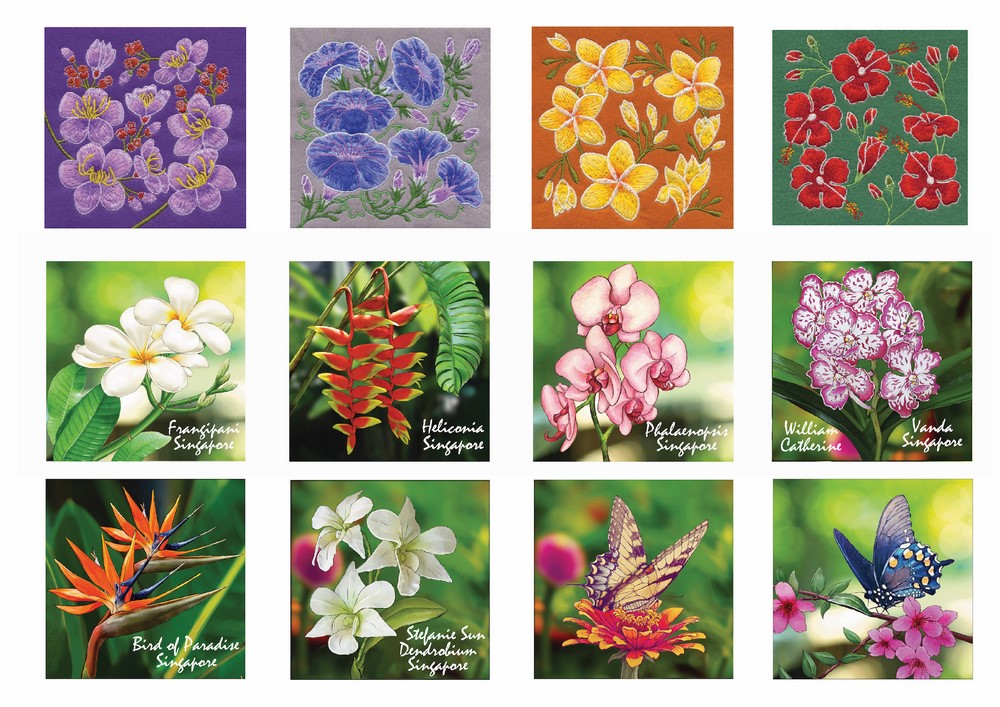 Frangipani
Singapore
Heliconia
Singapore
Phalaenopsis
Singapore
William
Catherine
Vanda
Singapore
Bird of Paradise
Singapore
Stefanie Sun
Dendrobium
Singapore